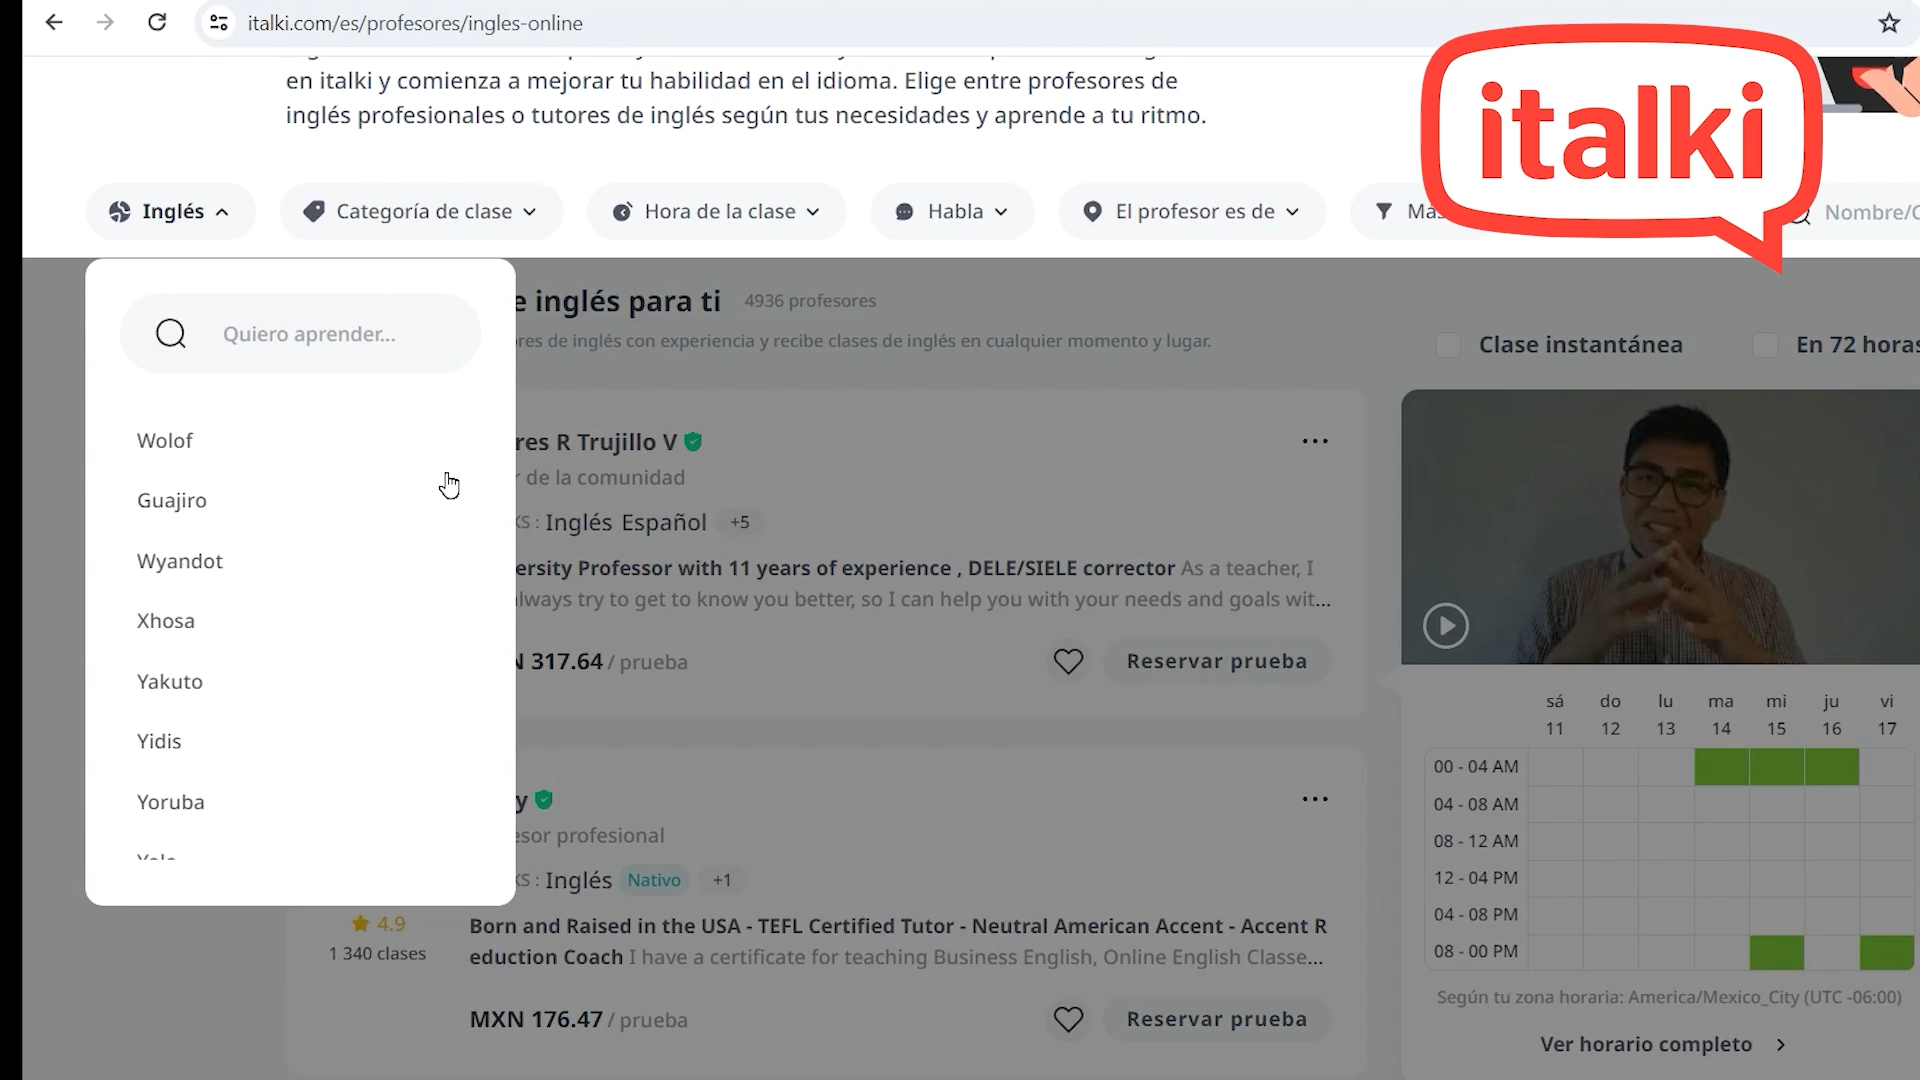 italki.com/es/profesores/ingles-online
en italki y comienza a mejorar tu habilidad en el idioma. Elige entre profesores de
inglés profesionales o tutores de inglés según tus necesidades y aprende a tu ritmo.
italki
Inglés
Categoría de clase
Hora de la clase
Habla
El profesor es de
Quiero aprender...
Wolof
Guajiro
Wyandot
Xhosa
Yakuto
Yidis
Yoruba
inglés para ti 4936 profesores
de inglés con experiencia y recibe clases de inglés en cualquier momento y lugar.
Clase instantánea
En 72 horas
R Trujillo V
de la comunidad
Inglés Español +5
Professor with 11 years of experience , DELE/SIELE corrector As a teacher, I
always try to get to know you better, so I can help you with your needs and goals wit...
317.64 / prueba
Reservar prueba
profesional
Inglés Nativo +1
4.9
1 340 clases
Born and Raised in the USA - TEFL Certified Tutor - Neutral American Accent - Accent R
eduction Coach I have a certificate for teaching Business English, Online English Classe...
MXN 176.47 / prueba
Reservar prueba
sá do lu ma mi ju vi
11 12 13 14 15 16 17
00 - 04 AM
04 - 08 AM
08 - 12 AM
12 - 04 PM
04 - 08 PM
08 - 00 PM
Según tu zona horaria: America/Mexico_City (UTC -06:00)
Ver horario completo